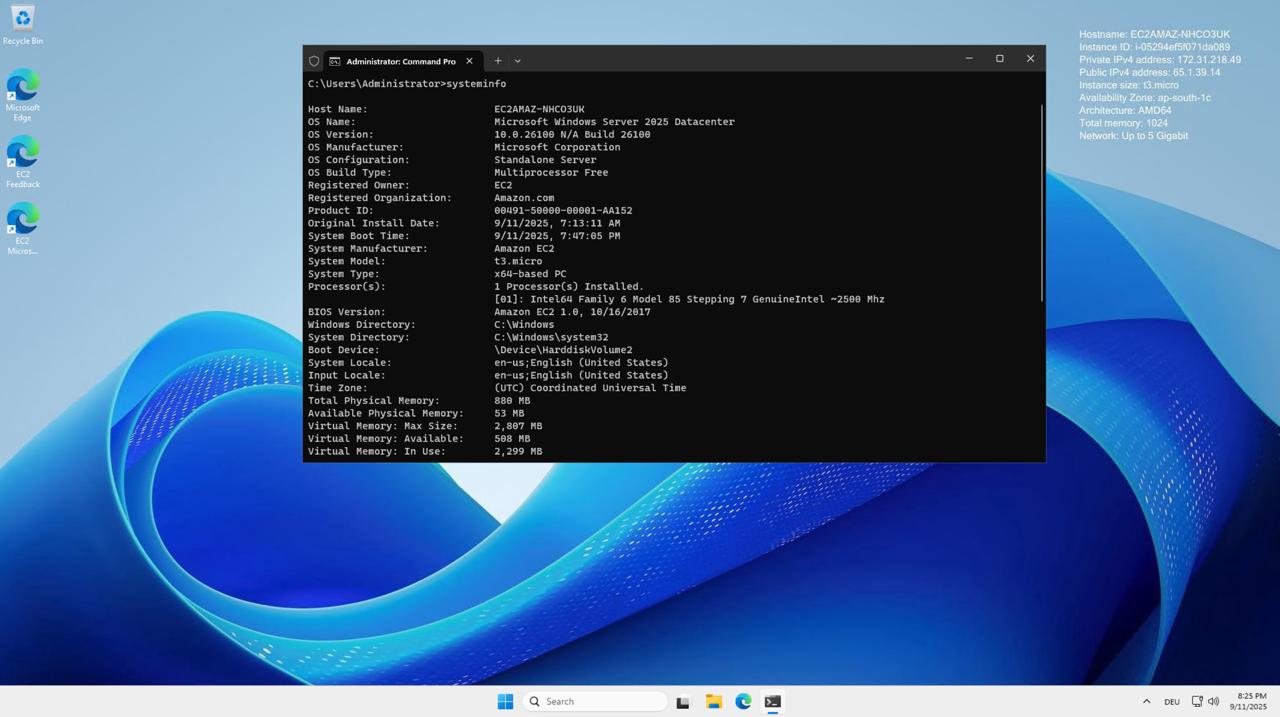 Recycle Bin
Microsoft
Edge
EC2
Feedback
EC2
Micros...
Administrator: Command Pro
C:\Users\Administrator>systeminfo
Host Name: EC2AMAZ-NHCO3UK
OS Name: Microsoft Windows Server 2025 Datacenter
OS Version: 10.0.26100 N/A Build 26100
OS Manufacturer: Microsoft Corporation
OS Configuration: Standalone Server
OS Build Type: Multiprocessor Free
Registered Owner: EC2
Registered Organization: Amazon.com
Product ID: 00491-50000-00001-AA152
Original Install Date: 9/11/2025, 7:13:11 AM
System Boot Time: 9/11/2025, 7:47:05 PM
System Manufacturer: Amazon EC2
System Model: t3.micro
System Type: x64-based PC
Processor(s): 1 Processor(s) Installed.
[01]: Intel64 Family 6 Model 85 Stepping 7 GenuineIntel ~2500 Mhz
BIOS Version: Amazon EC2 1.0, 10/16/2017
Windows Directory: C:\Windows
System Directory: C:\Windows\system32
Boot Device: \Device\HarddiskVolume2
System Locale: en-us;English (United States)
Input Locale: en-us;English (United States)
Time Zone: (UTC) Coordinated Universal Time
Total Physical Memory: 880 MB
Available Physical Memory: 53 MB
Virtual Memory: Max Size: 2,807 MB
Virtual Memory: Available: 508 MB
Virtual Memory: In Use: 2,299 MB
Hostname: EC2AMAZ-NHCO3UK
Instance ID: i-05294ef5f071da089
Private IPv4 address: 172.31.218.49
Public IPv4 address: 65.1.39.14
Instance size: t3.micro
Availability Zone: ap-south-1c
Architecture: AMD64
Total memory: 1024
Network: Up to 5 Gigabit
Search
DEU
8:25 PM
9/11/2025